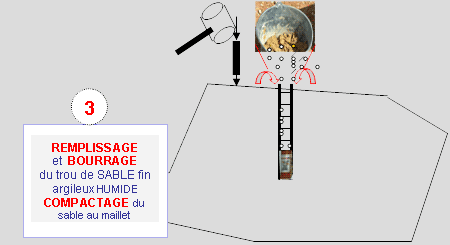 3
REMPLISSAGE
et BOURRAGE
du trou de SABLE fin
argileux HUMIDE
COMPACTAGE du
sable au maillet